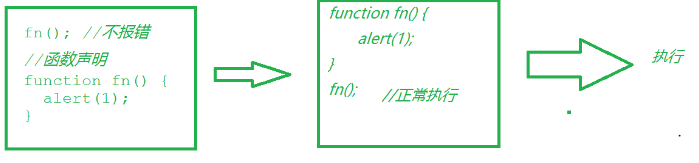 fn(); //不报错
//函数声明
function fn() {
alert(1);
}
function fn() {
alert(1);
}
fn(); //正常执行
执行